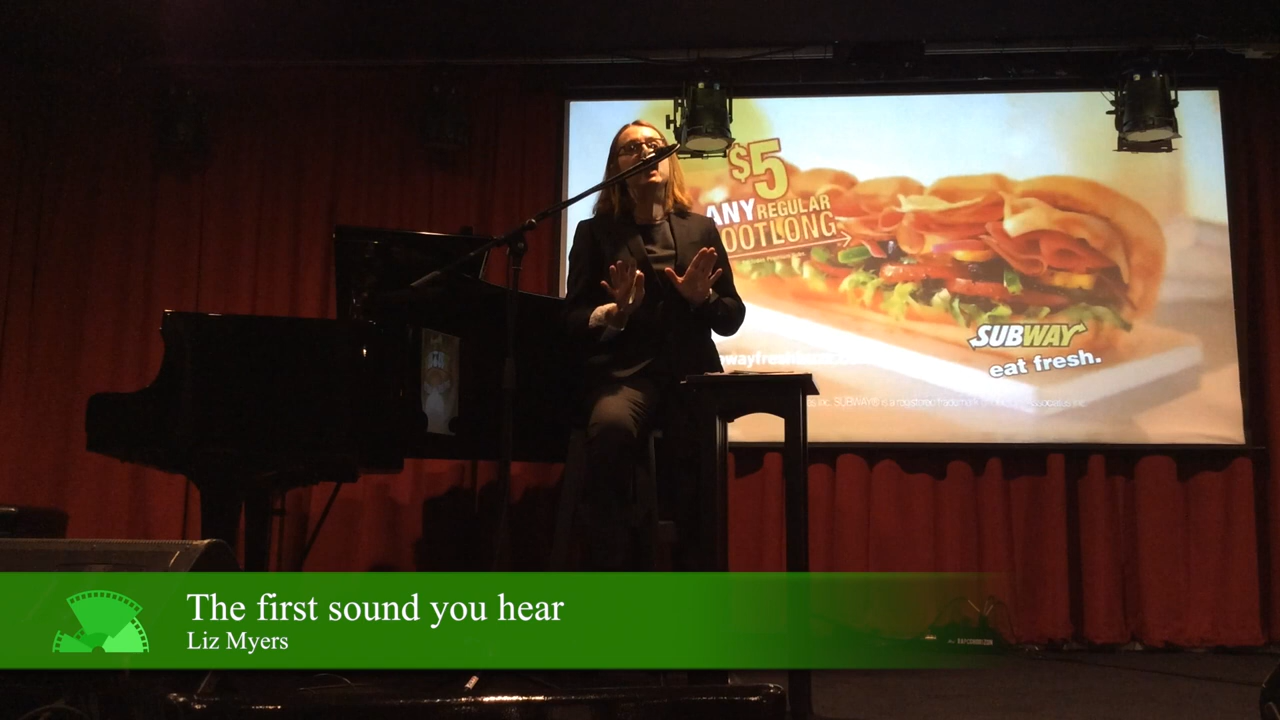 $5
ANY REGULAR
FOOTLONG
SUBWAY
eat fresh.
The first sound you hear
Liz Myers